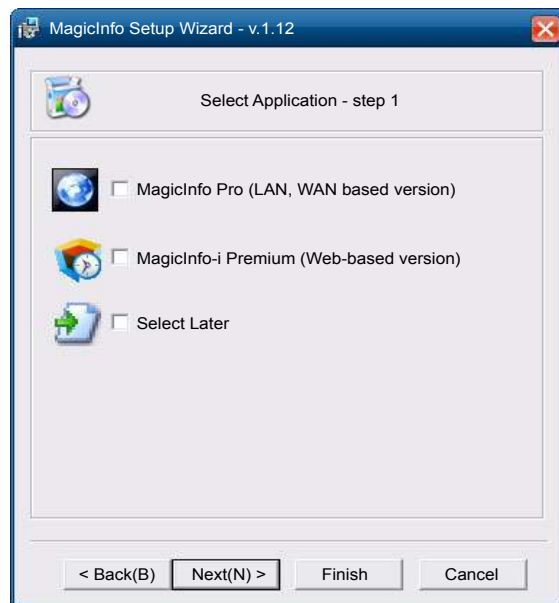 MagicInfo Setup Wizard - v.1.12
Select Application - step 1
MagicInfo Pro (LAN, WAN based version)
MagicInfo-i Premium (Web-based version)
Select Later
< Back(B) Next(N) > Finish Cancel